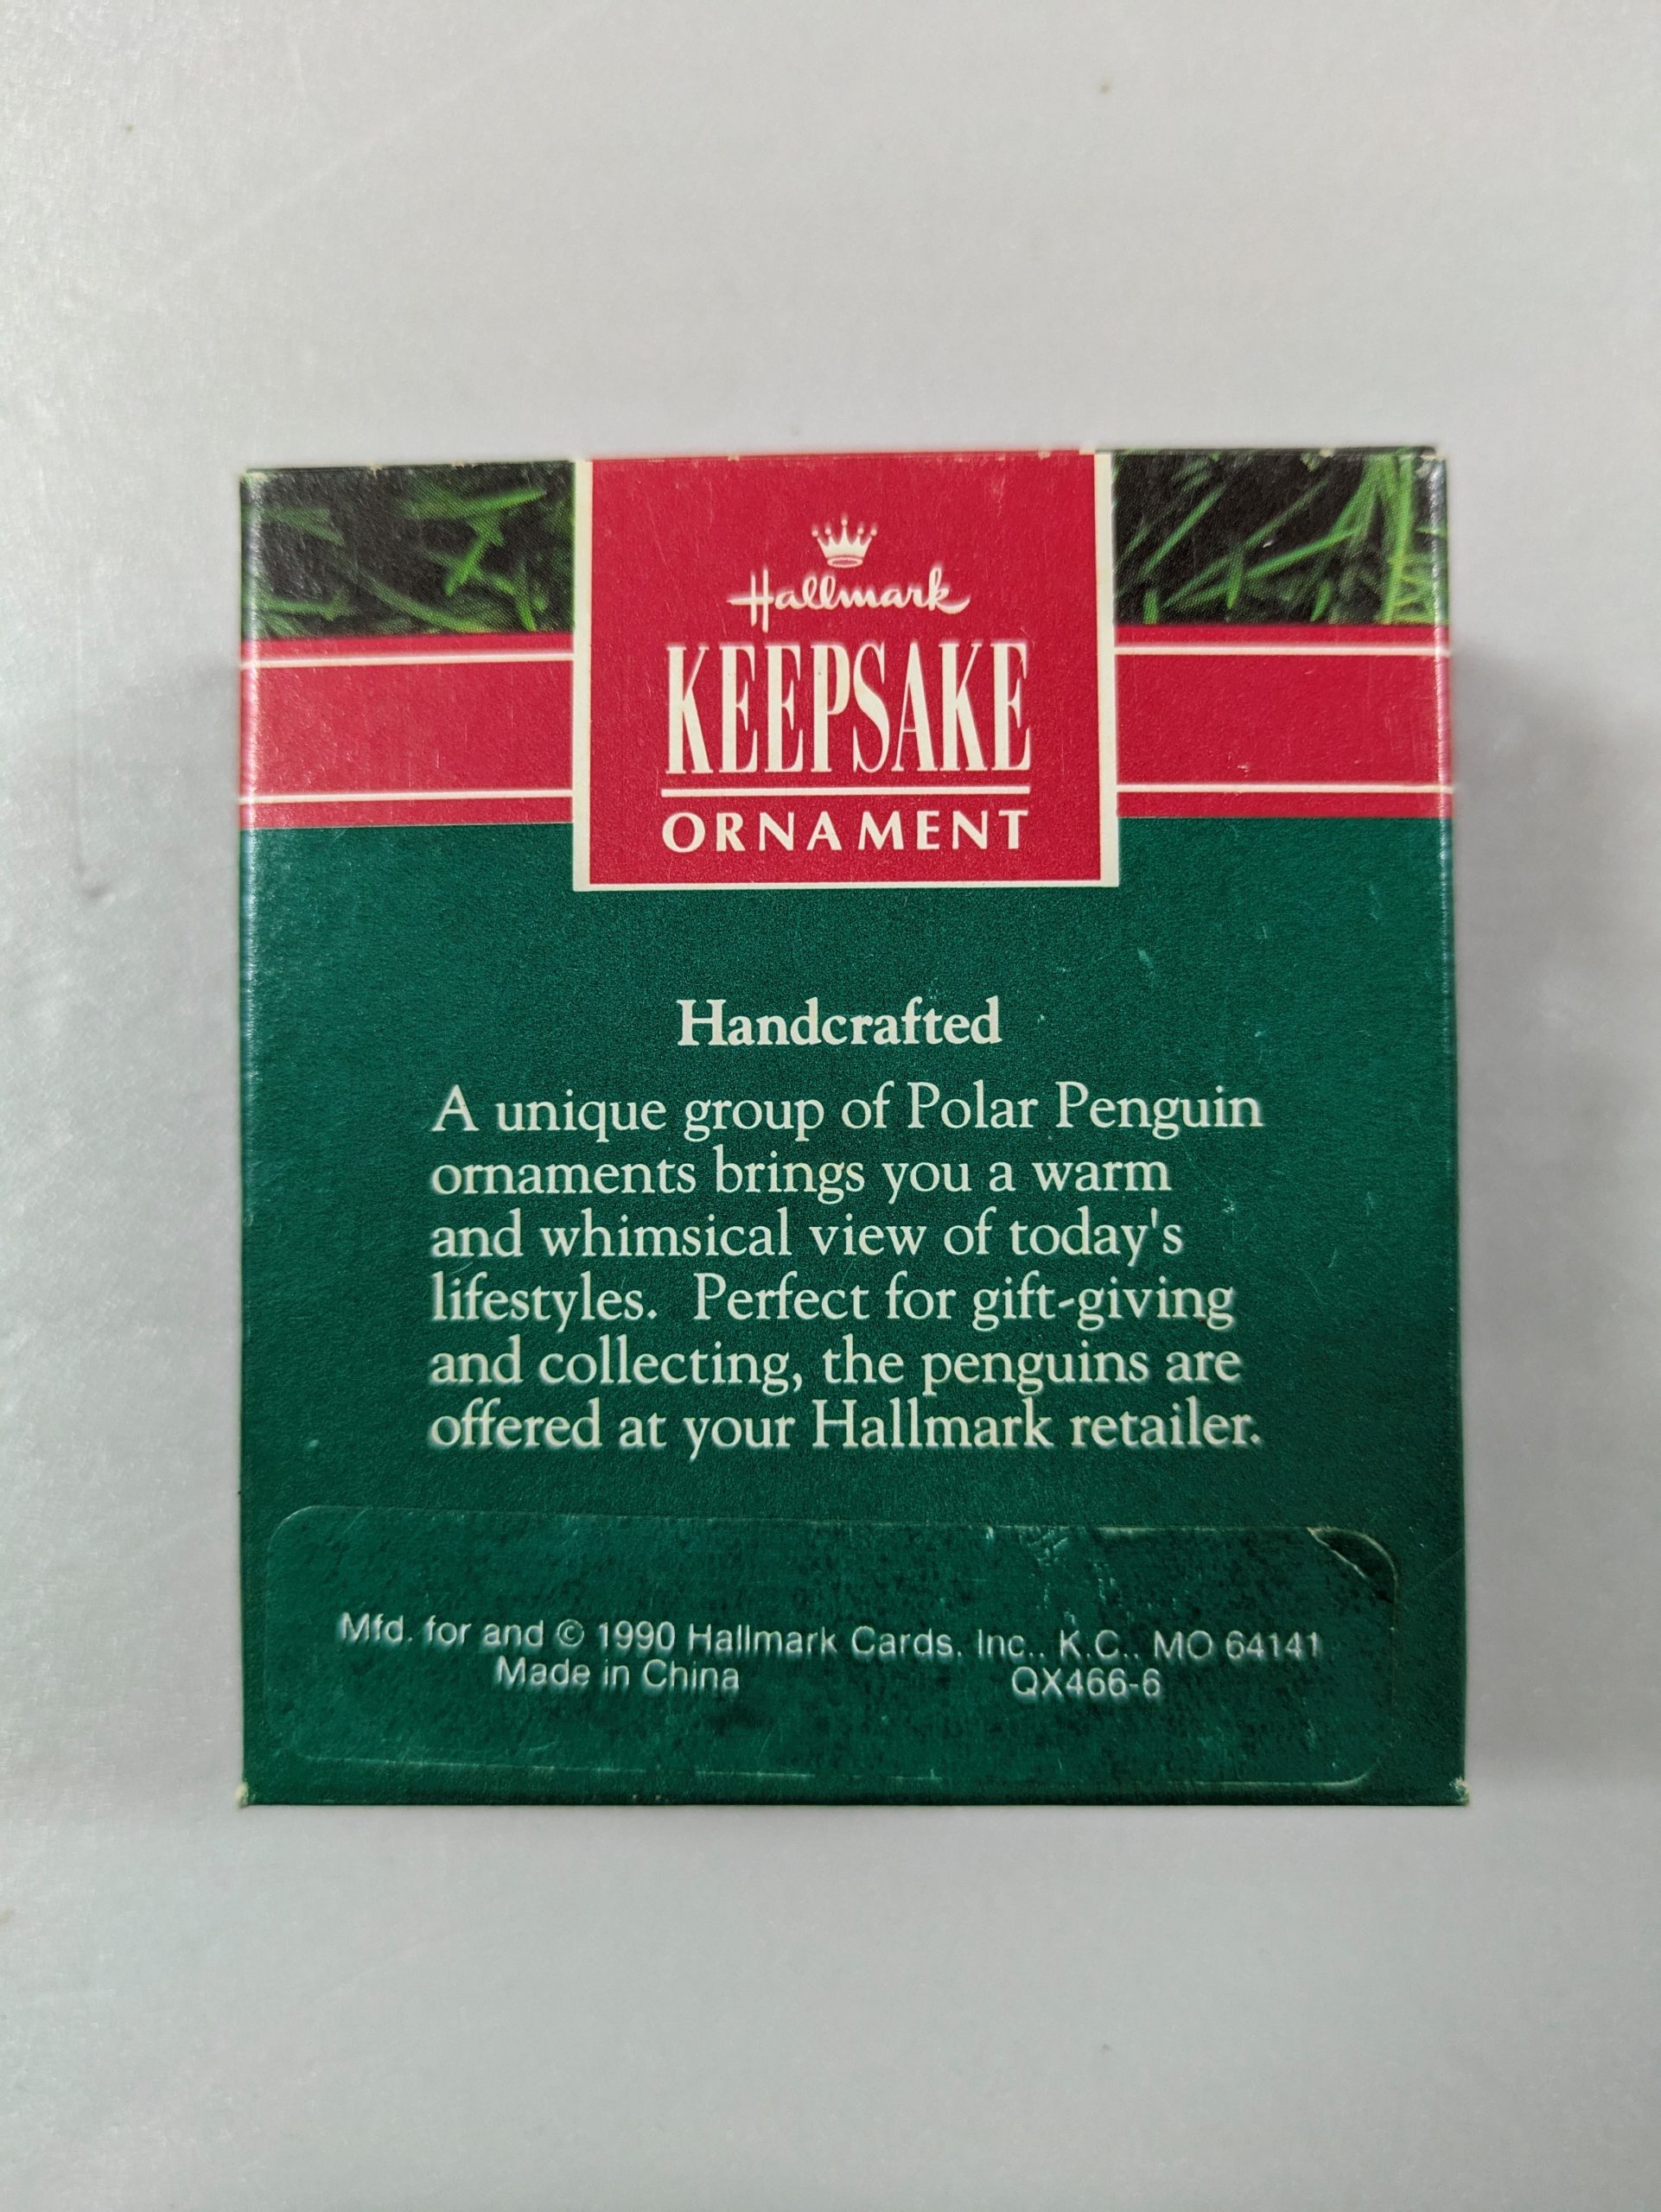 Hallmark
KEEPSAKE
ORNAMENT
Handcrafted
A unique group of Polar Penguin
ornaments brings you a warm
and whimsical view of today's
lifestyles. Perfect for gift-giving
and collecting, the penguins are
offered at your Hallmark retailer.
Mfd. for and © 1990 Hallmark Cards, Inc., K.C., MO 64141
Made in China QX466-6